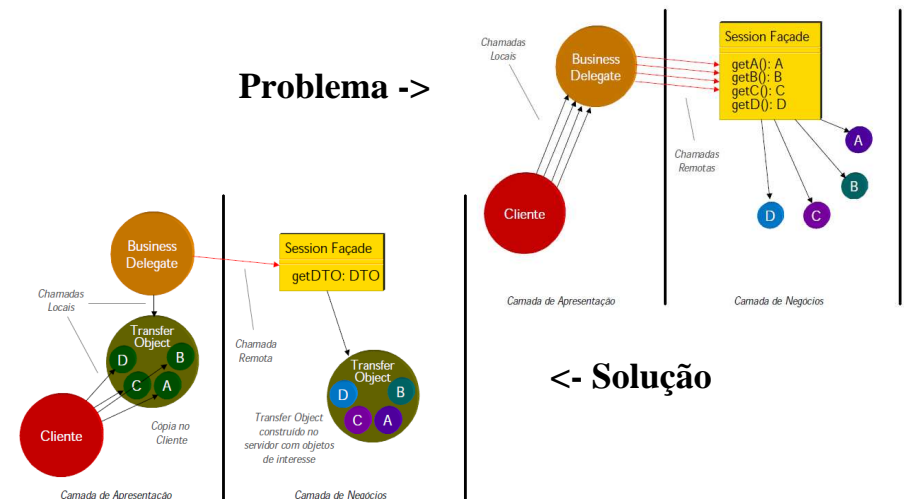 Problema ->
Chamadas
Locais
Business
Delegate
Session Façade
getA(): A
getB(): B
getC(): C
getD(): D
Chamadas
Remotas
A
B
C
D
Cliente
Camada de Apresentação
Camada de Negócios
<- Solução
Business
Delegate
Session Façade
getDTO: DTO
Chamadas
Locais
Transfer
Object
D
B
C
A
Chamada
Remota
Transfer
Object
D
B
C
A
Cliente
Cópia no
Cliente
Transfer Object
construído no
servidor com objetos
de interesse
Camada de Apresentação
Camada de Negócios